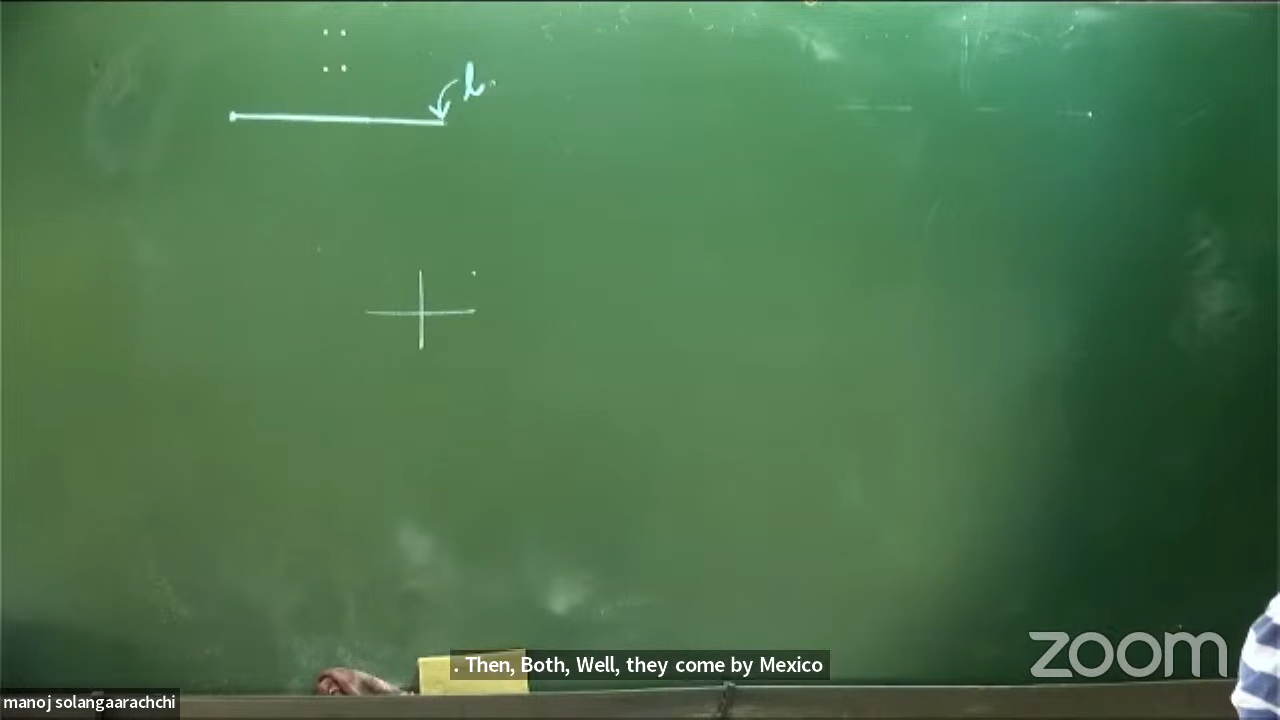 . Then, Both, Well, they come by Mexico
zoom
manoj solangaarachchi